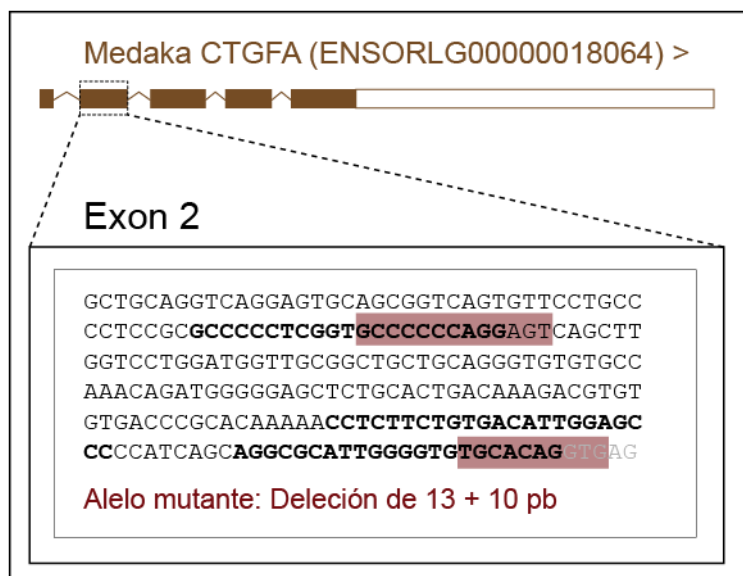 Medaka CTGFA (ENSORLG00000018064) >
Exon 2
GCTGCAGGTCAGGAGTGCAGCGGTCAGTGTTCCTGCC
CCTCCGCGCCCCCTCGGTGCCCCCCAGGAGTCAGCTT
GGTCCTGGATGGTTGCGGCTGCTGCAGGGTGTGTGCC
AAACAGATGGGGGAGCTCTGCACTGACAAAGACGTGT
GTGACCCGCACAAAAACCTCTTCTGTGACATTGGAGC
CCCCATCAGCAGGCGCATTGGGGTGTGCACAGGTGAG
Alelo mutante: Deleción de 13 + 10 pb